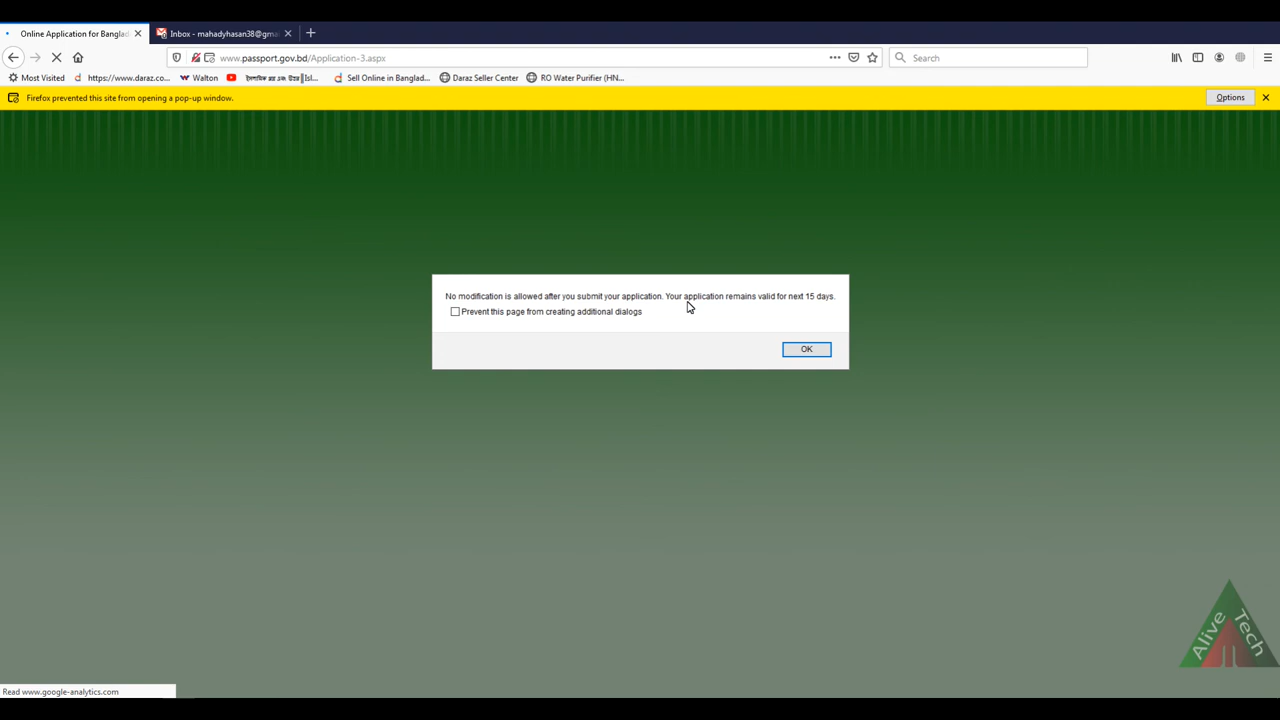 Online Application for Banglad
Inbox - mahadyhasan38@gma
www.passport.gov.bd/Application-3.aspx
Search
Most Visited
https://www.daraz.co...
Walton
Sell Online in Banglad...
Daraz Seller Center
RO Water Purifier (HN...
Firefox prevented this site from opening a pop-up window.
Options
No modification is allowed after you submit your application. Your application remains valid for next 15 days.
Prevent this page from creating additional dialogs
OK
Alive Tech
Read www.google-analytics.com